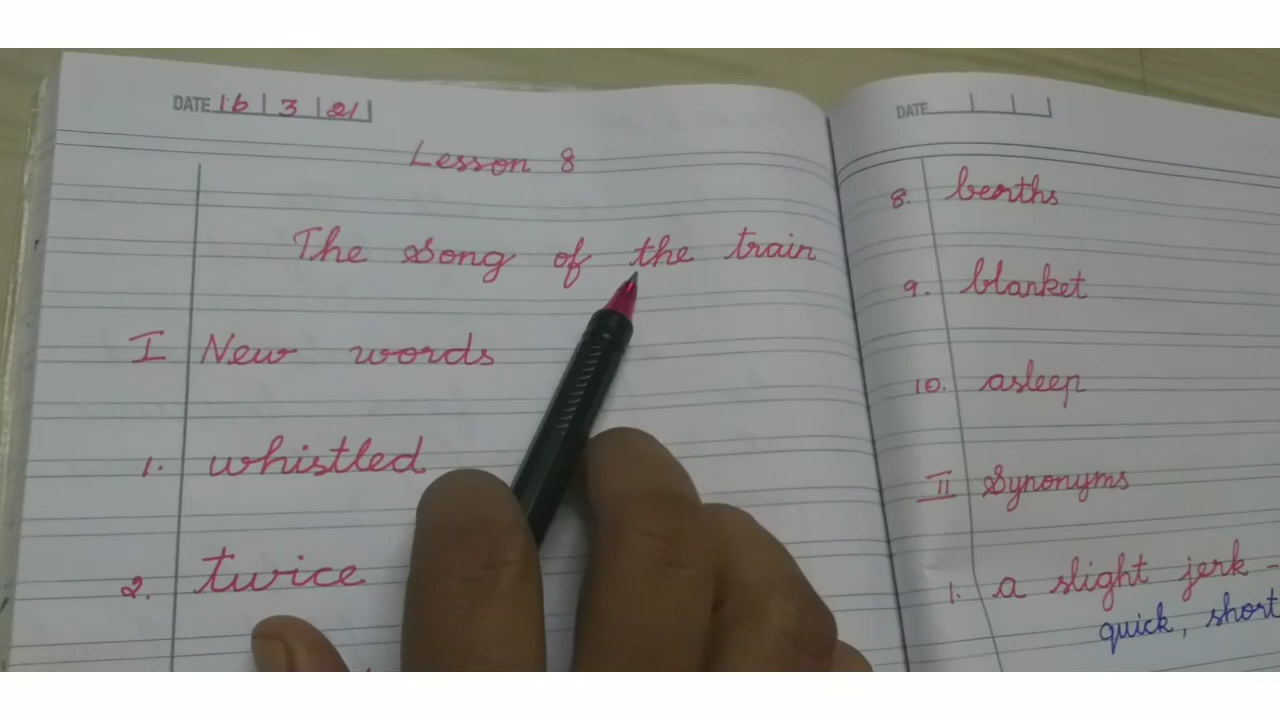 DATE 16 | 3 | 21 |
Lesson 8
The Song of the train
I New words
1. whistled
2. twice
DATE
8. berths
9. blanket
10. asleep
II Synonyms
1. a slight jerk -
quick, short